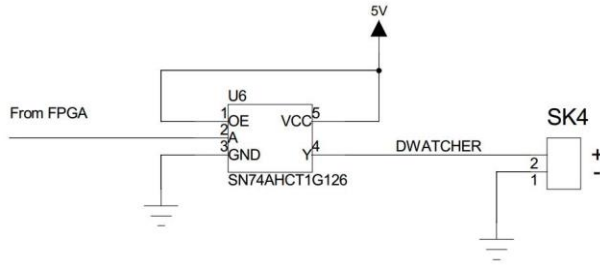 5V
U6
From FPGA
1 OE VCC 5
2 A
3 GND Y 4
SN74AHCT1G126
DWATCHER
SK4
2 +
1 -